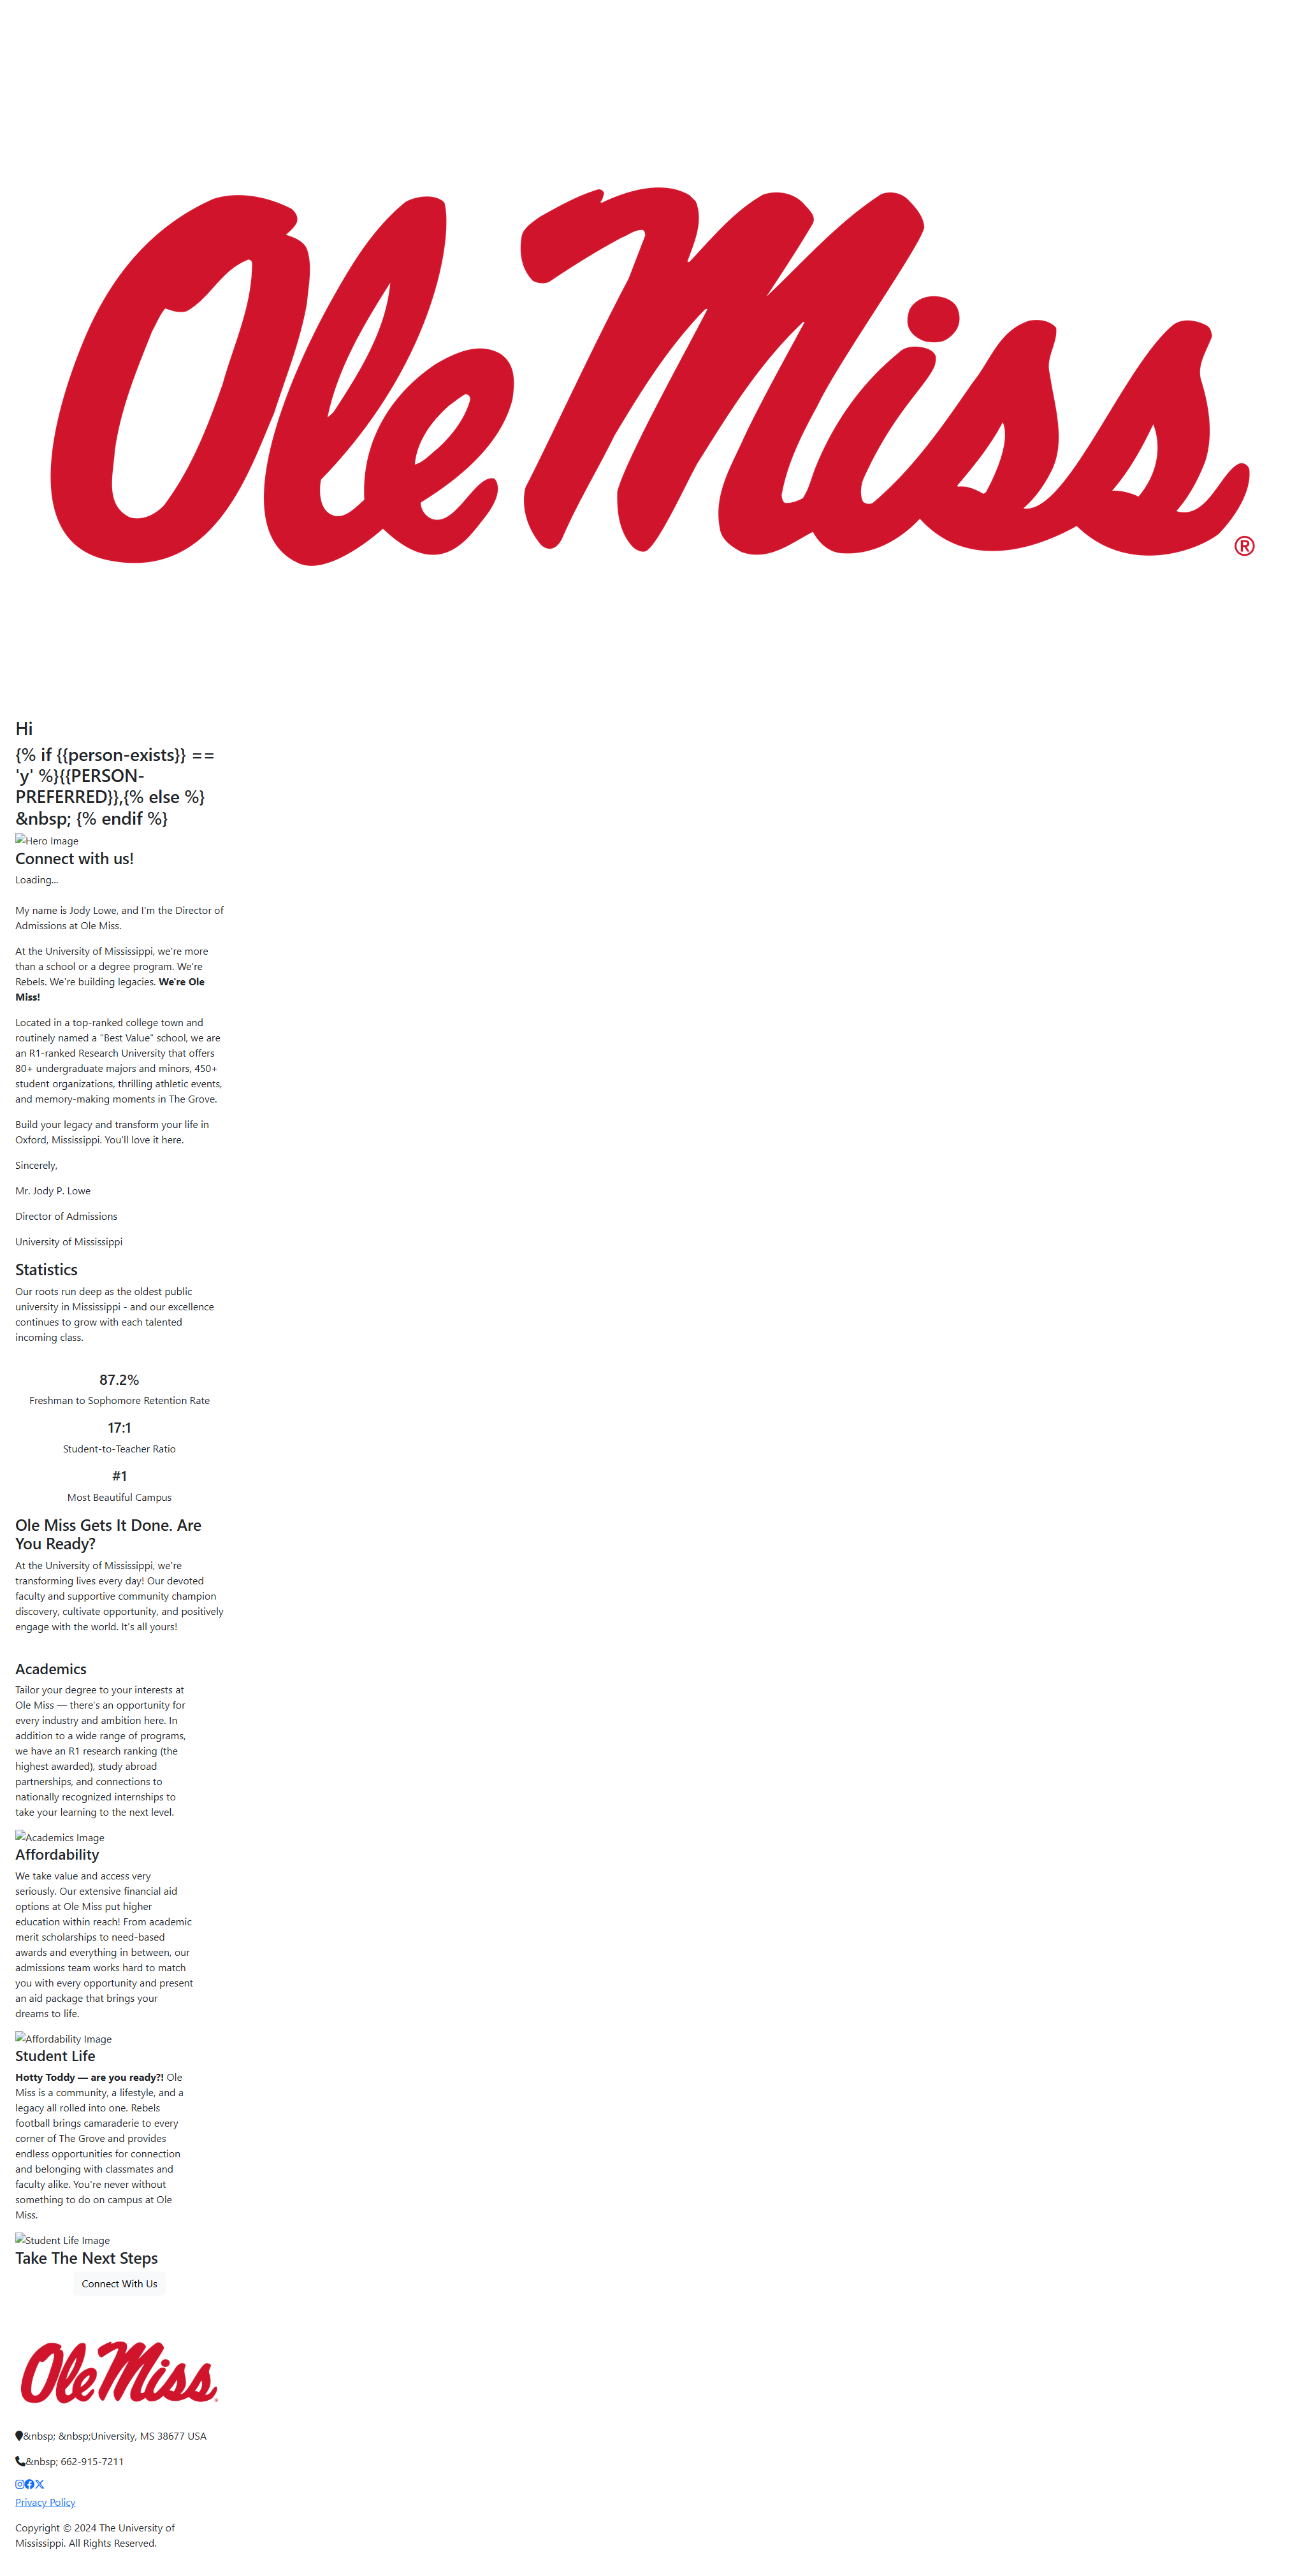 Ole Miss®
Hi
{% if {{person-exists}} ==
'y' %}{{PERSON-
PREFERRED}},{% else %}
&nbsp; {% endif %}
Hero Image
Connect with us!
Loading...
My name is Jody Lowe, and I'm the Director of
Admissions at Ole Miss.
At the University of Mississippi, we're more
than a school or a degree program. We're
Rebels. We're building legacies. We're Ole
Miss!
Located in a top-ranked college town and
routinely named a "Best Value" school, we are
an R1-ranked Research University that offers
80+ undergraduate majors and minors, 450+
student organizations, thrilling athletic events,
and memory-making moments in The Grove.
Build your legacy and transform your life in
Oxford, Mississippi. You'll love it here.
Sincerely,
Mr. Jody P. Lowe
Director of Admissions
University of Mississippi
Statistics
Our roots run deep as the oldest public
university in Mississippi - and our excellence
continues to grow with each talented
incoming class.
87.2%
Freshman to Sophomore Retention Rate
17:1
Student-to-Teacher Ratio
#1
Most Beautiful Campus
Ole Miss Gets It Done. Are
You Ready?
At the University of Mississippi, we're
transforming lives every day! Our devoted
faculty and supportive community champion
discovery, cultivate opportunity, and positively
engage with the world. It's all yours!
Academics
Tailor your degree to your interests at
Ole Miss — there's an opportunity for
every industry and ambition here. In
addition to a wide range of programs,
we have an R1 research ranking (the
highest awarded), study abroad
partnerships, and connections to
nationally recognized internships to
take your learning to the next level.
Academics Image
Affordability
We take value and access very
seriously. Our extensive financial aid
options at Ole Miss put higher
education within reach! From academic
merit scholarships to need-based
awards and everything in between, our
admissions team works hard to match
you with every opportunity and present
an aid package that brings your
dreams to life.
Affordability Image
Student Life
Hotty Toddy — are you ready?! Ole
Miss is a community, a lifestyle, and a
legacy all rolled into one. Rebels
football brings camaraderie to every
corner of The Grove and provides
endless opportunities for connection
and belonging with classmates and
faculty alike. You're never without
something to do on campus at Ole
Miss.
Student Life Image
Take The Next Steps
Connect With Us
Ole Miss®
&nbsp; &nbsp;University, MS 38677 USA
&nbsp; 662-915-7211
Privacy Policy
Copyright © 2024 The University of
Mississippi. All Rights Reserved.